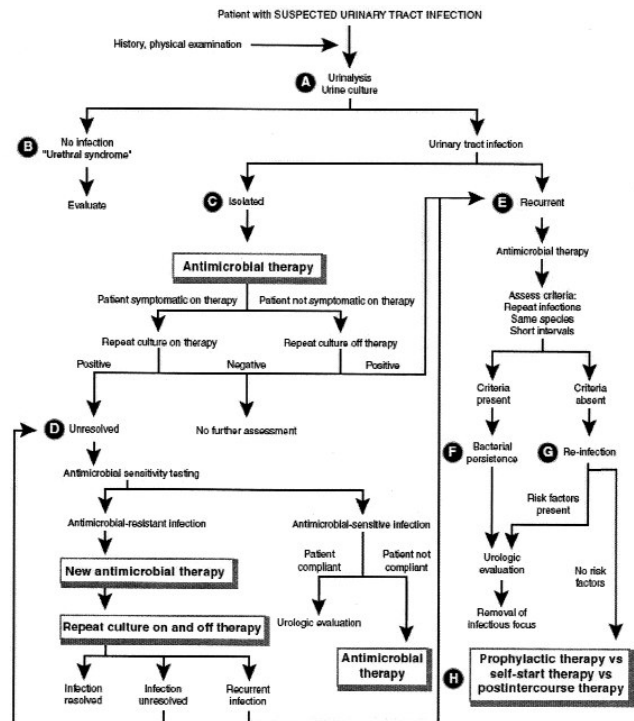 Patient with SUSPECTED URINARY TRACT INFECTION
History, physical examination
A
Urinalysis
Urine culture
B
No infection
"Urethral syndrome"
Evaluate
Urinary tract infection
C
Isolated
E
Recurrent
Antimicrobial therapy
Patient symptomatic on therapy
Patient not symptomatic on therapy
Repeat culture on therapy
Repeat culture off therapy
Positive
Negative
Positive
D
Unresolved
No further assessment
Antimicrobial sensitivity testing
Antimicrobial-resistant infection
Antimicrobial-sensitive infection
New antimicrobial therapy
Patient
compliant
Patient not
compliant
Repeat culture on and off therapy
Urologic evaluation
Antimicrobial
therapy
Infection
resolved
Infection
unresolved
Recurrent
infection
Antimicrobial therapy
Assess criteria:
Repeat infections
Same species
Short intervals
Criteria
present
Criteria
absent
F
Bacterial
persistence
G
Re-infection
Risk factors
present
Urologic
evaluation
No risk
factors
Removal of
infectious focus
H
Prophylactic therapy vs
self-start therapy vs
postintercourse therapy